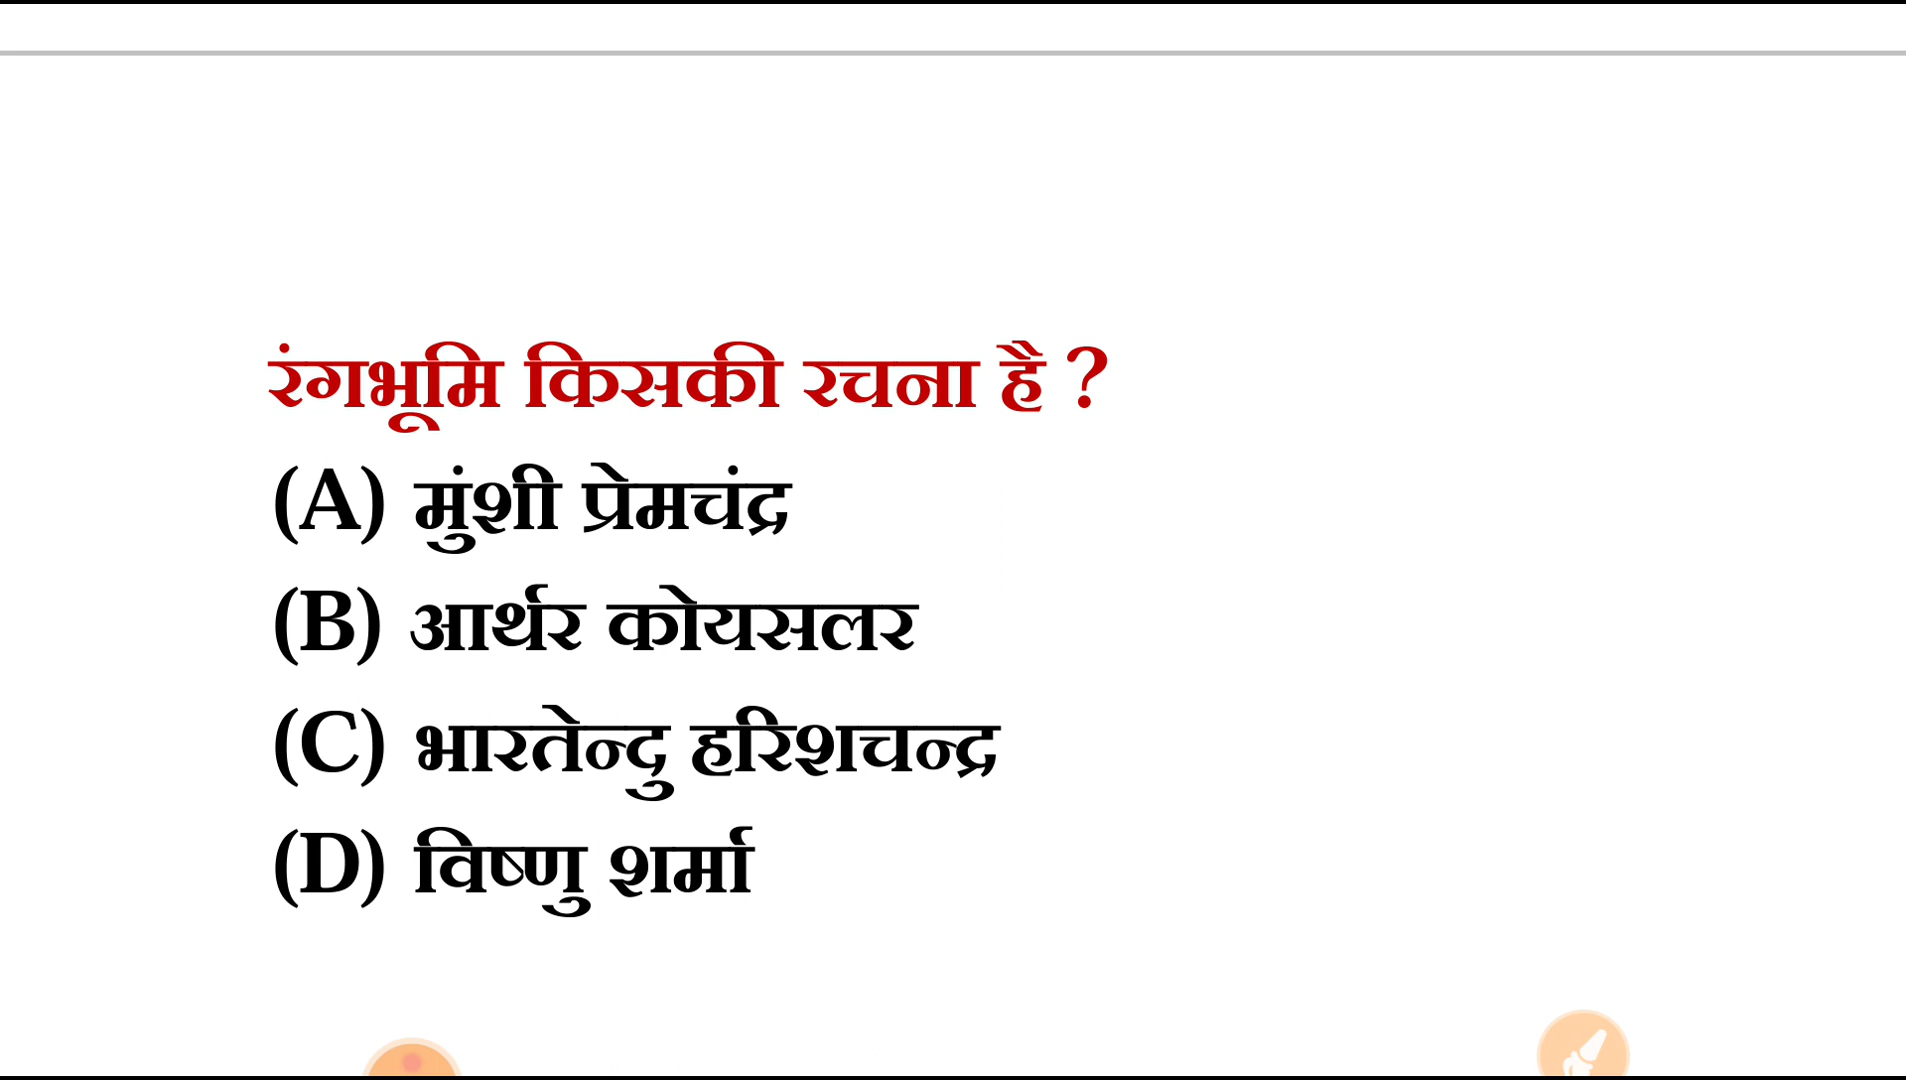 रंगभूमि किसकी रचना है ?
(A) मुंशी प्रेमचंद्र
(B) आर्थर कोयसलर
(C) भारतेन्दु हरिशचन्द्र
(D) विष्णु शर्मा